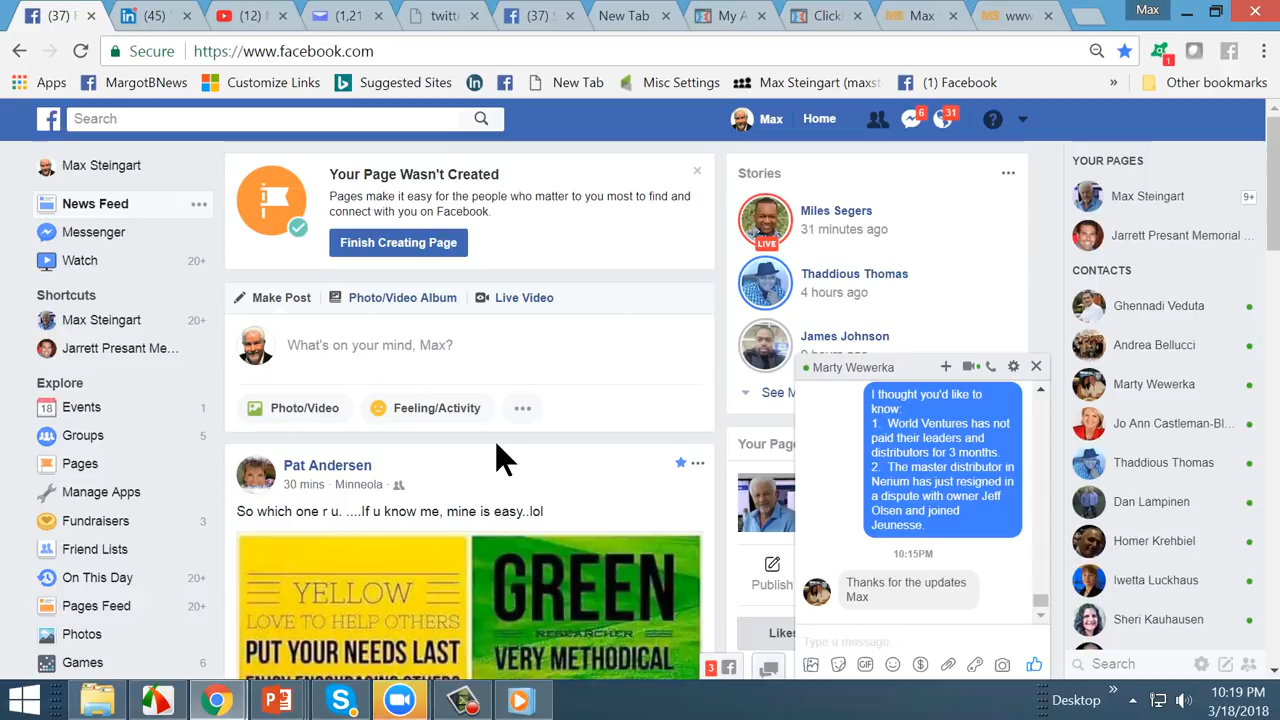 (37) F
in (45)
(12)
(1,21
twitte
(37)
New Tab
My A
Click
Max
www
Max
Secure
https://www.facebook.com
Apps
MargotBNews
Customize Links
Suggested Sites
New Tab
Misc Settings
Max Steingart (maxst
(1) Facebook
»
Other bookmarks
1
Search
Max
Home
6
31
Max Steingart
News Feed
Messenger
Watch 20+
Shortcuts
Max Steingart 20+
Jarrett Presant Me...
Explore
18 Events 1
Groups 5
Pages
Manage Apps
Fundraisers 3
Friend Lists
On This Day 20+
Pages Feed 20+
Photos
Games 6
Your Page Wasn't Created
Pages make it easy for the people who matter to you most to find and
connect with you on Facebook.
Finish Creating Page
Make Post
Photo/Video Album
Live Video
What's on your mind, Max?
Photo/Video
Feeling/Activity
Pat Andersen
30 mins · Minneola ·
So which one r u. ....If u know me, mine is easy..lol
YELLOW
LOVE TO HELP OTHERS
PUT YOUR NEEDS LAST
GREEN
RESEARCHER
VERY METHODICAL
Stories
Miles Segers
31 minutes ago
LIVE
Thaddious Thomas
4 hours ago
James Johnson
See M
Your Pag
Publish
Likes
3
Marty Wewerka
I thought you'd like to
know:
1. World Ventures has not
paid their leaders and
distributors for 3 months.
2. The master distributor in
Nerium has just resigned in
a dispute with owner Jeff
Olsen and joined
Jeunesse.
10:15PM
Thanks for the updates
Max
Type a message.
GIF
YOUR PAGES
Max Steingart 9+
Jarrett Presant Memorial ...
CONTACTS
Ghennadi Veduta
Andrea Bellucci
Marty Wewerka
Jo Ann Castleman-Bl...
Thaddious Thomas
Dan Lampinen
Homer Krehbiel
Iwetta Luckhaus
Sheri Kauhausen
Search
Desktop
»
10:19 PM
3/18/2018